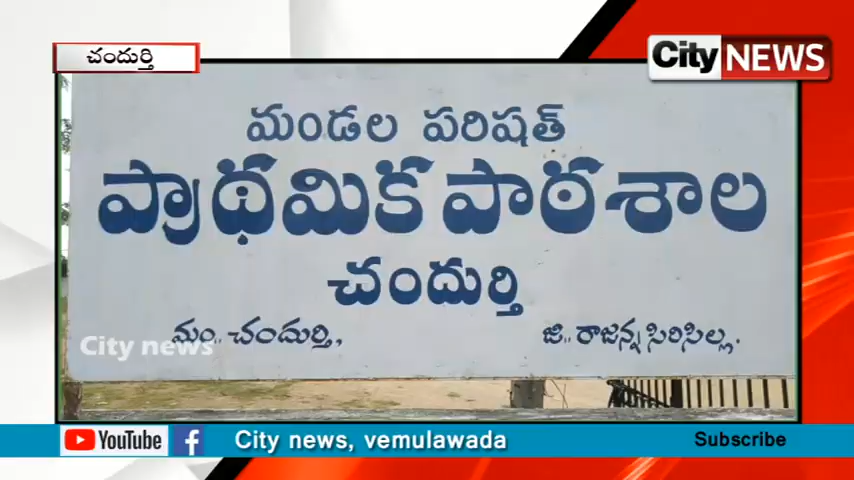 చందుర్తి
City NEWS
మండల పరిషత్
ప్రాథమిక పాఠశాల
చందుర్తి
మం.. చందుర్తి,
జి.. రాజన్న సిరిసిల్ల.
City news
YouTube
City news, vemulawada
Subscribe